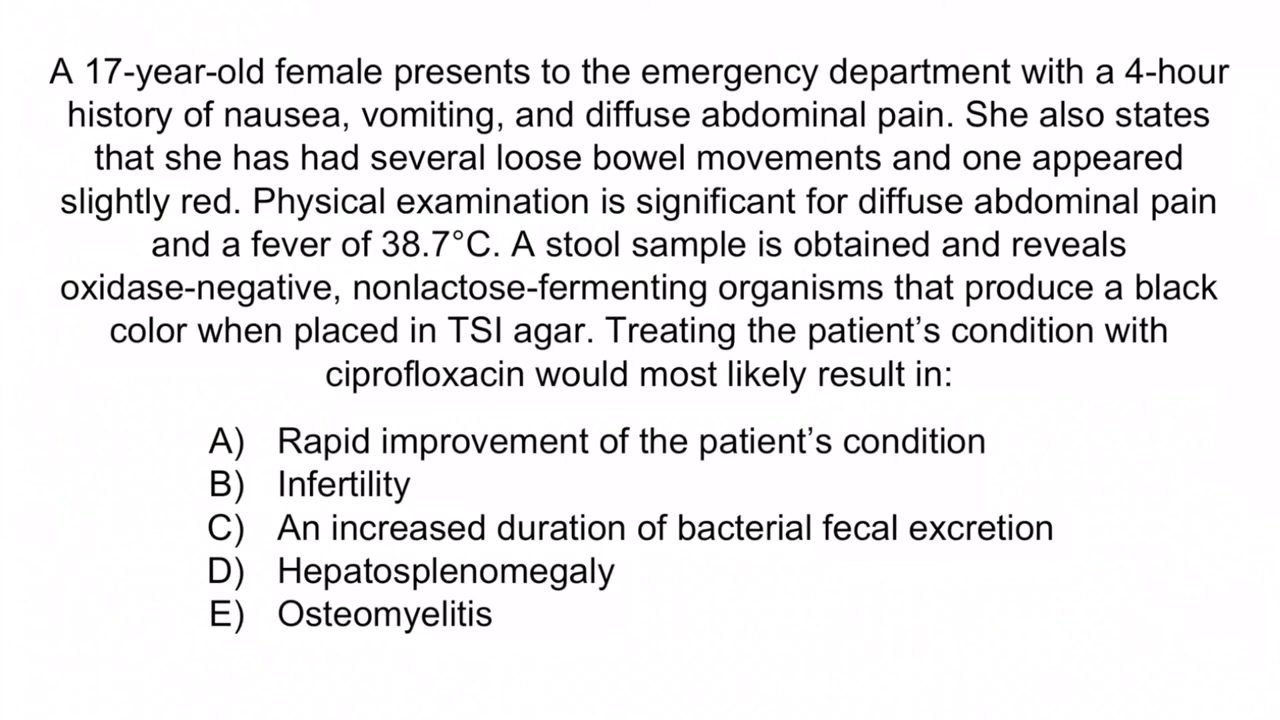 A 17-year-old female presents to the emergency department with a 4-hour
history of nausea, vomiting, and diffuse abdominal pain. She also states
that she has had several loose bowel movements and one appeared
slightly red. Physical examination is significant for diffuse abdominal pain
and a fever of 38.7°C. A stool sample is obtained and reveals
oxidase-negative, nonlactose-fermenting organisms that produce a black
color when placed in TSI agar. Treating the patient's condition with
ciprofloxacin would most likely result in:
A) Rapid improvement of the patient's condition
B) Infertility
C) An increased duration of bacterial fecal excretion
D) Hepatosplenomegaly
E) Osteomyelitis